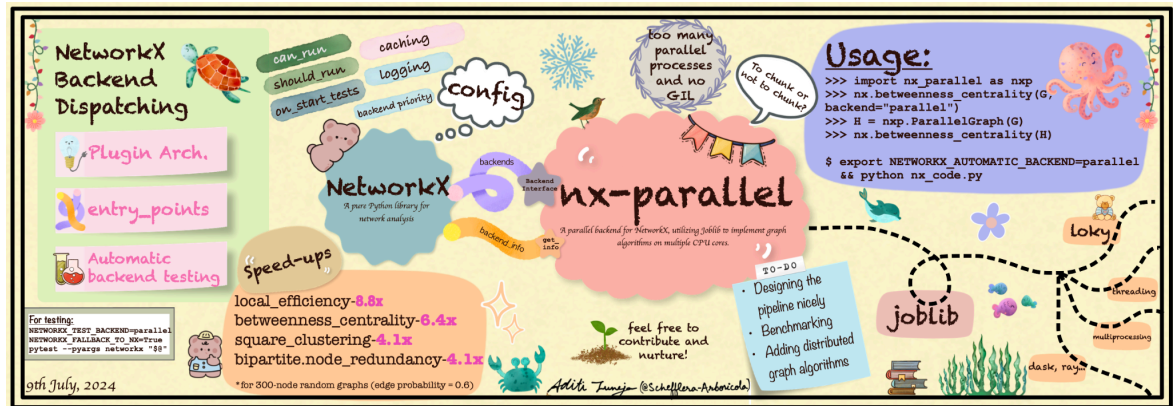 NetworkX
Backend
Dispatching
Plugin Arch.
entry_points
Automatic
backend testing
For testing:
NETWORKX_TEST_BACKEND=parallel
NETWORKX_FALLBACK_TO_NX=True
pytest --pyargs networkx "$@"
9th July, 2024
can_run
should_run
on_start_tests
caching
Logging
backend priority
config
NetworkX
A pure Python library for
network analysis
backends
Backend
Interface
backend_info
get_
info
speed-ups
local_efficiency-8.8x
betweenness_centrality-6.4x
square_clustering-4.1x
bipartite.node_redundancy-4.1x
*for 300-node random graphs (edge probability = 0.6)
too many
parallel
processes
and no
GIL
To chunk or
not to chunk?
“
nx-parallel
A parallel backend for NetworkX, utilizing Joblib to implement graph
algorithms on multiple CPU cores.
”
feel free to
contribute and
nurture!
Aditi Juneja (@Schefflera-Arboricola)
TO-DO
• Designing the
pipeline nicely
• Benchmarking
• Adding distributed
graph algorithms
Usage:
>>> import nx_parallel as nxp
>>> nx.betweenness_centrality(G,
backend="parallel")
>>> H = nxp.ParallelGraph(G)
>>> nx.betweenness_centrality(H)
$ export NETWORKX_AUTOMATIC_BACKEND=parallel
&& python nx_code.py
joblib
loky
threading
multiprocessing
dask, ray...